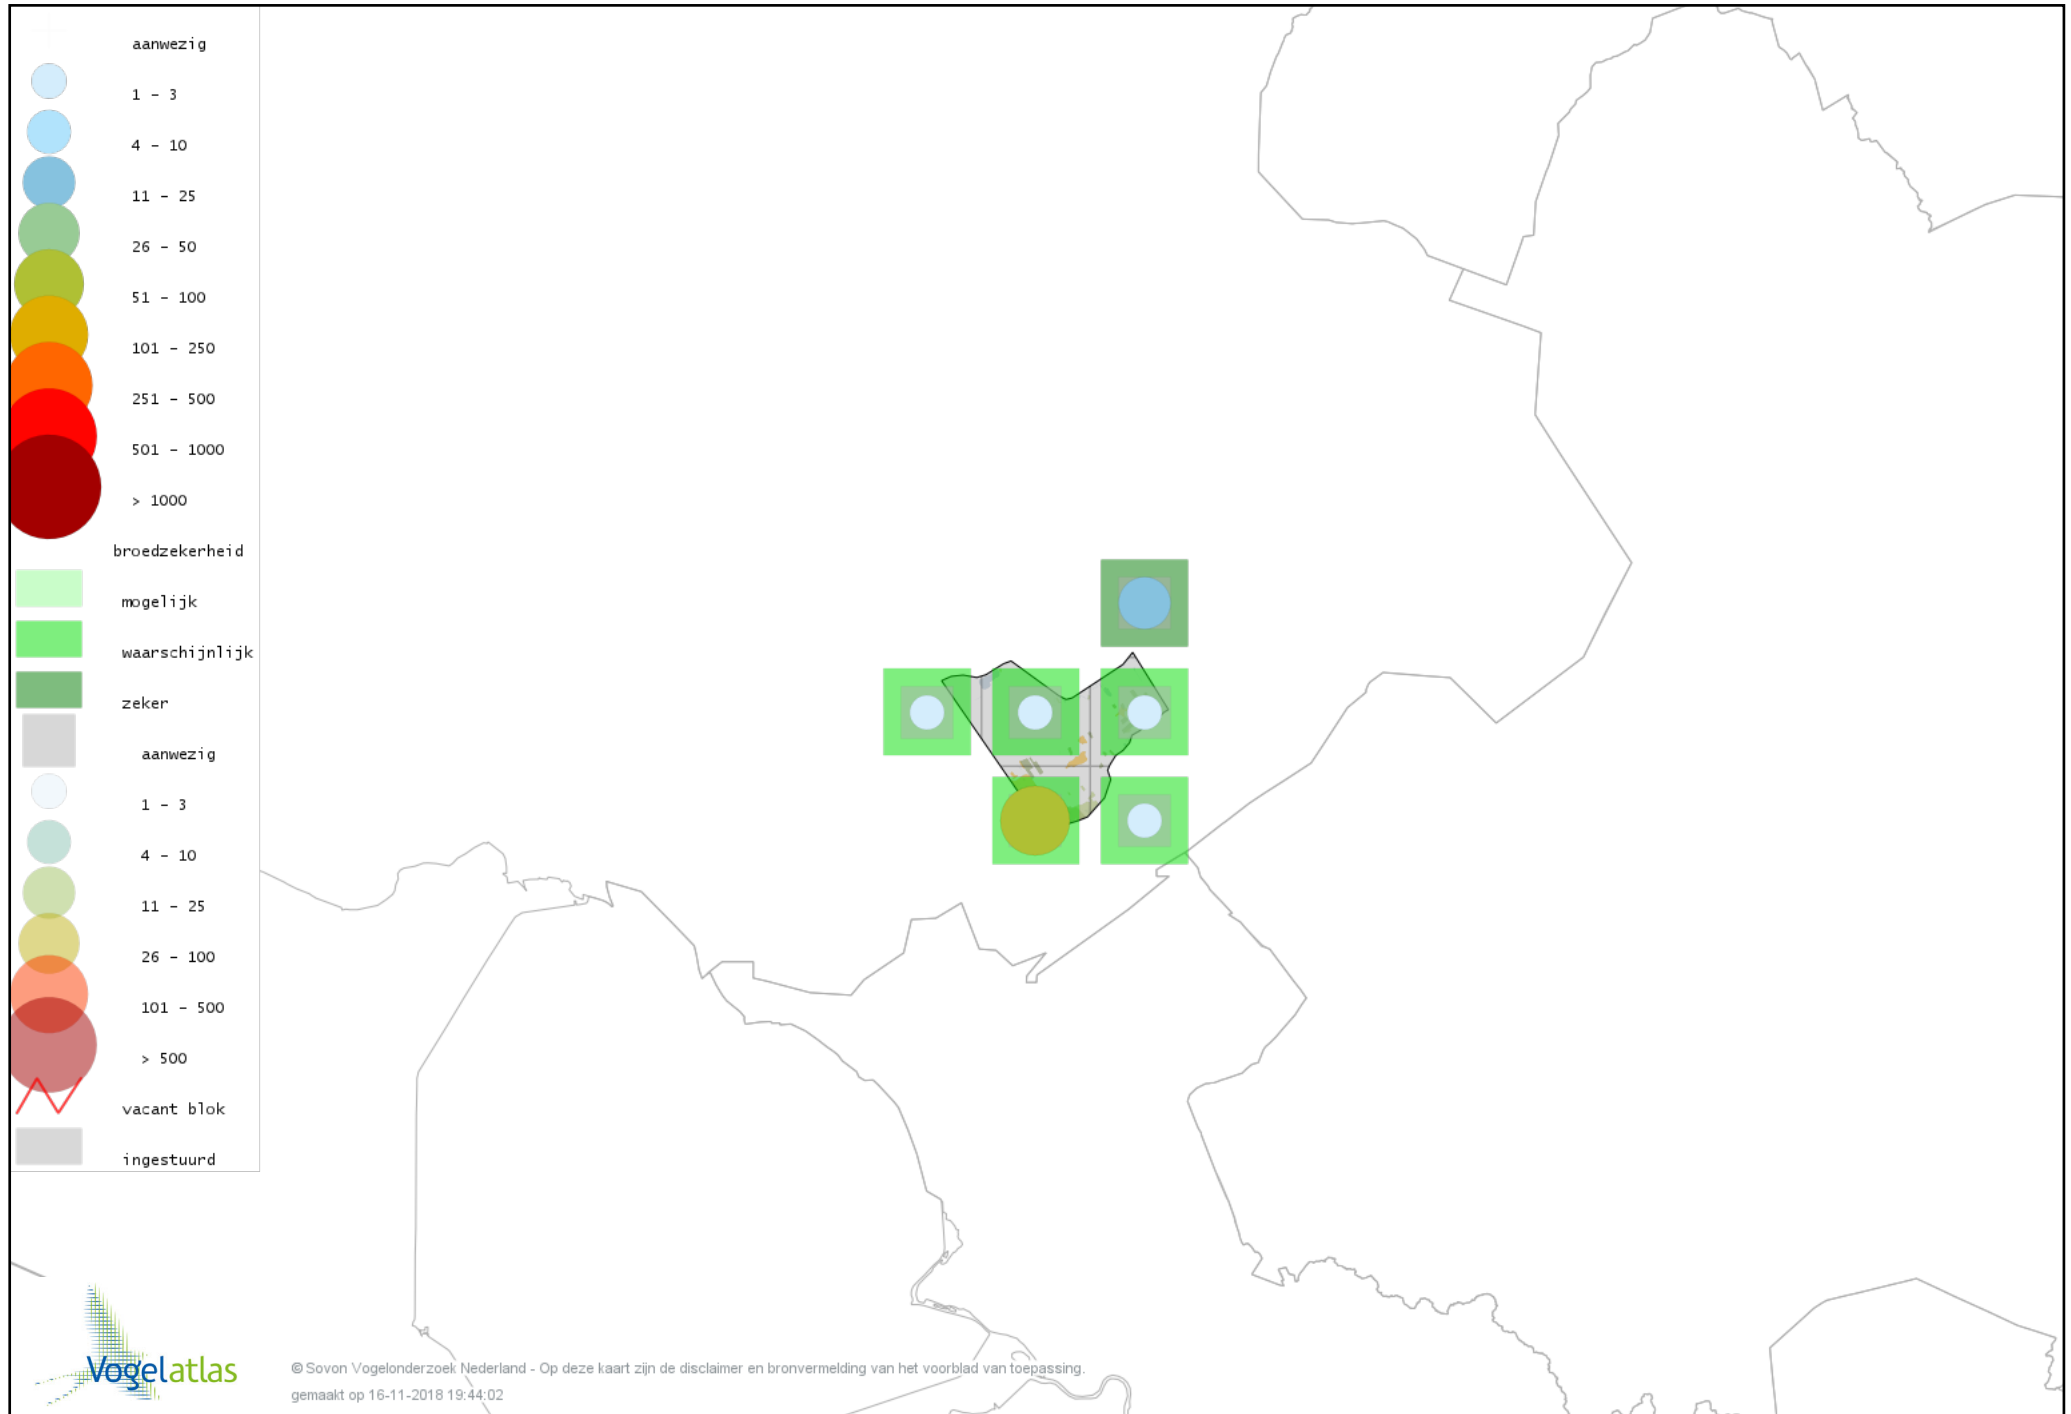 aanwezig
1 - 3
4 - 10
11 - 25
26 - 50
51 - 100
101 - 250
251 - 500
501 - 1000
> 1000
broedzekerheid
mogelijk
waarschijnlijk
zeker
aanwezig
1 - 3
4 - 10
11 - 25
26 - 100
101 - 500
> 500
vacant blok
ingestuurd
Vogelatlas
© Sovon Vogelonderzoek Nederland - Op deze kaart zijn de disclaimer en bronvermelding van het voorblad van toepassing.
gemaakt op 16-11-2018 19:44:02